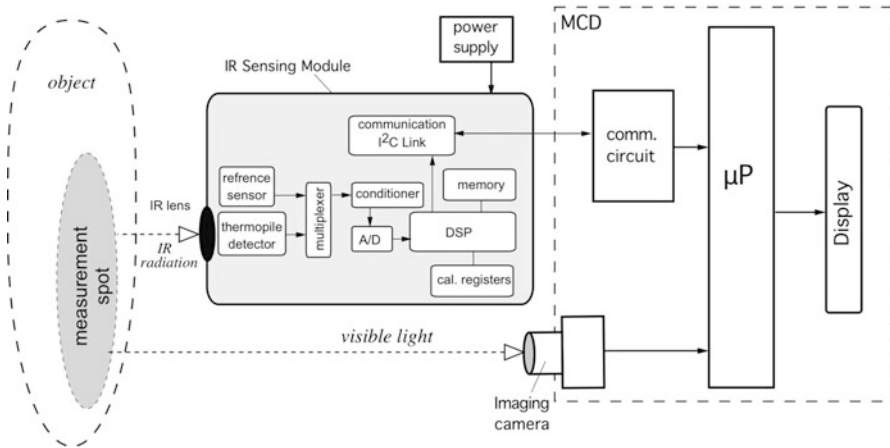 MCD
power
supply
IR Sensing Module
object
communication
I²C Link
comm.
circuit
µP
Display
refrence
sensor
conditioner
memory
multiplexer
IR lens
thermopile
detector
A/D
DSP
IR
radiation
cal. registers
measurement
spot
visible light
Imaging
camera